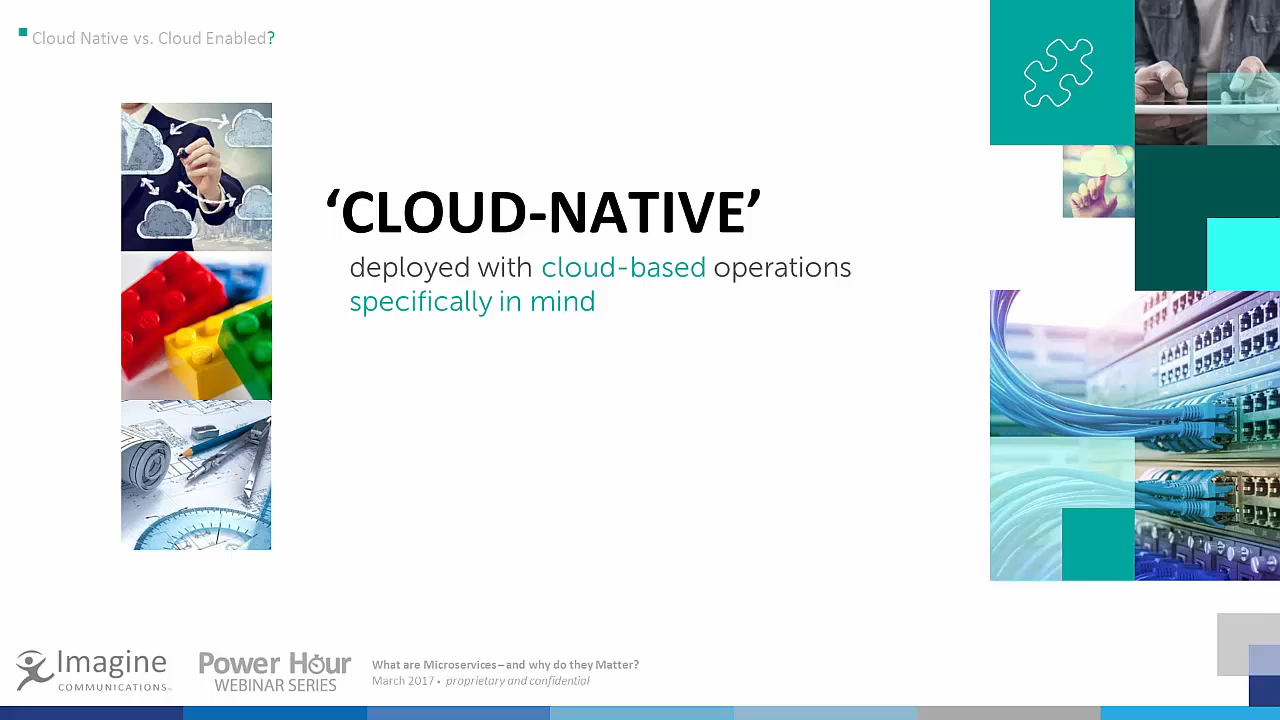 Cloud Native vs. Cloud Enabled?
‘CLOUD-NATIVE’
deployed with cloud-based operations
specifically in mind
Imagine
COMMUNICATIONS
Power Hour
WEBINAR SERIES
What are Microservices—and why do they Matter?
March 2017 • proprietary and confidential